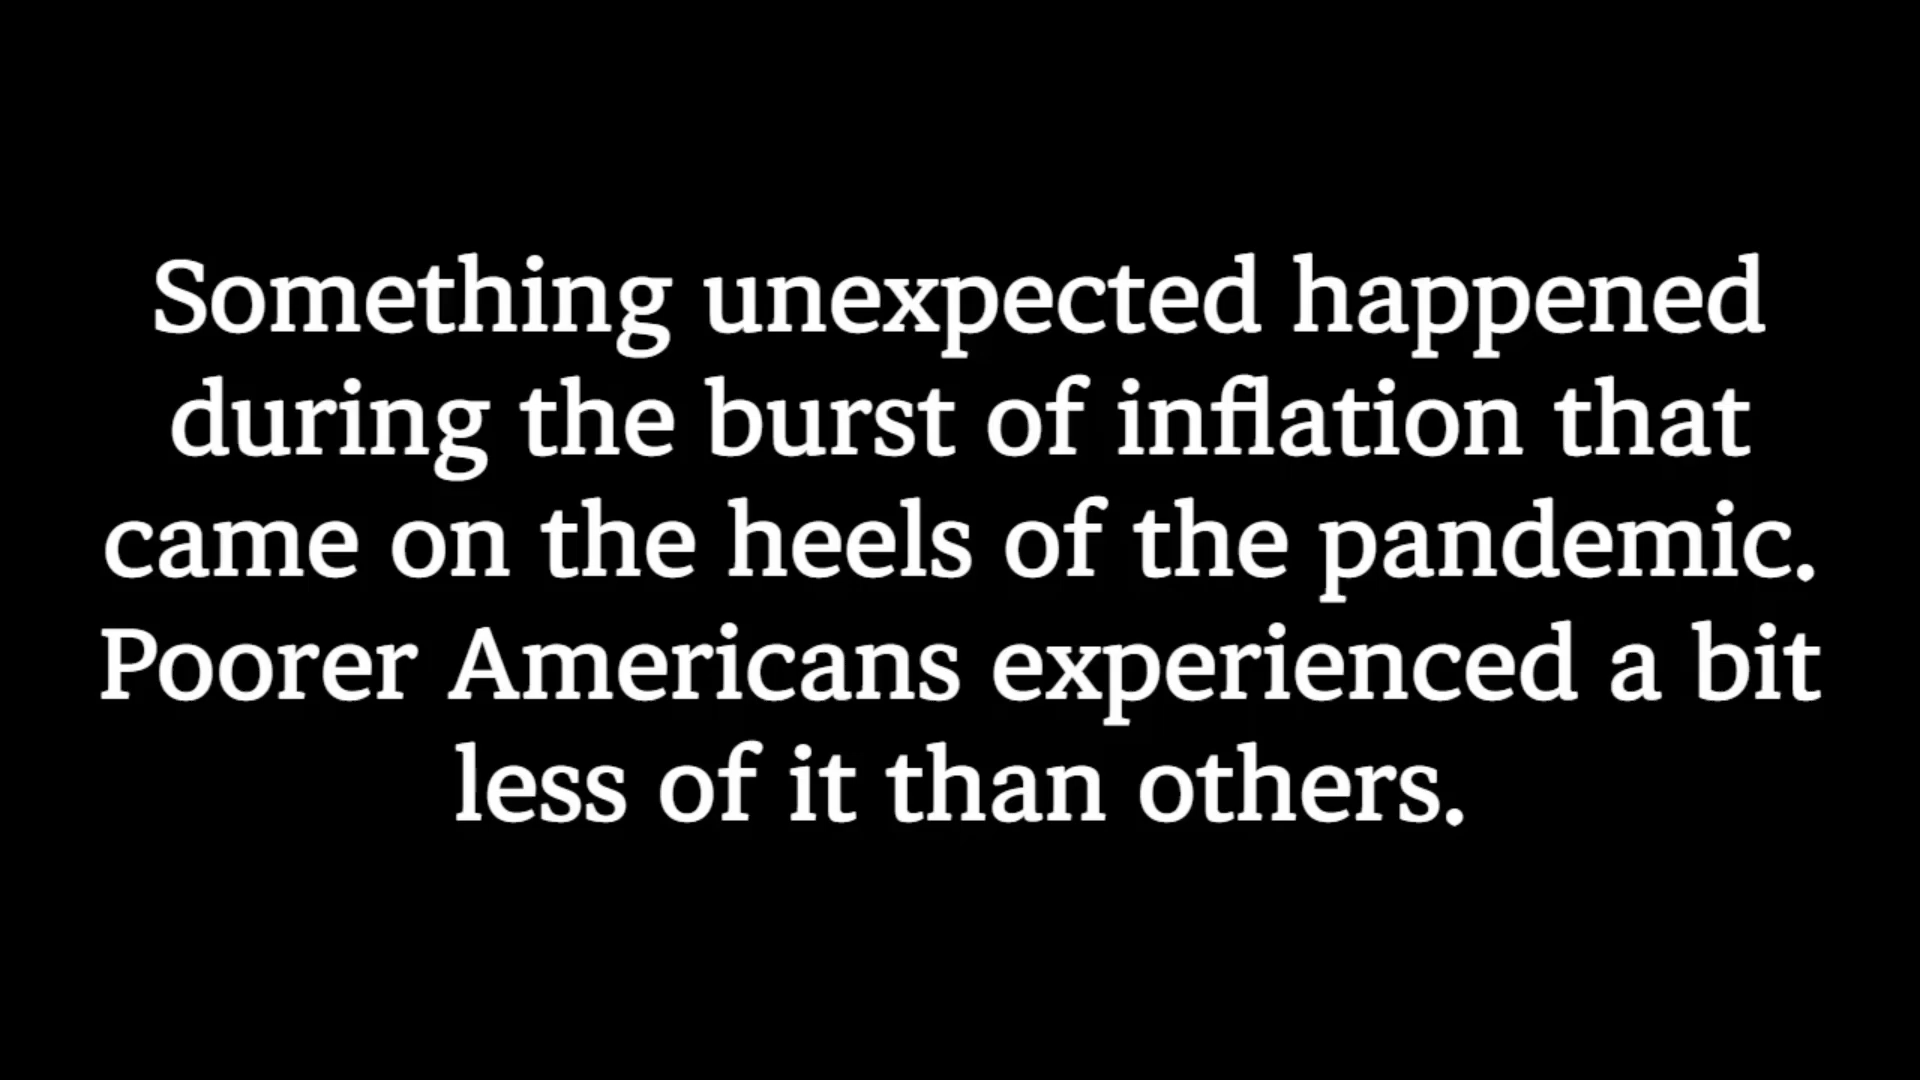 Something unexpected happened
during the burst of inflation that
came on the heels of the pandemic.
Poorer Americans experienced a bit
less of it than others.